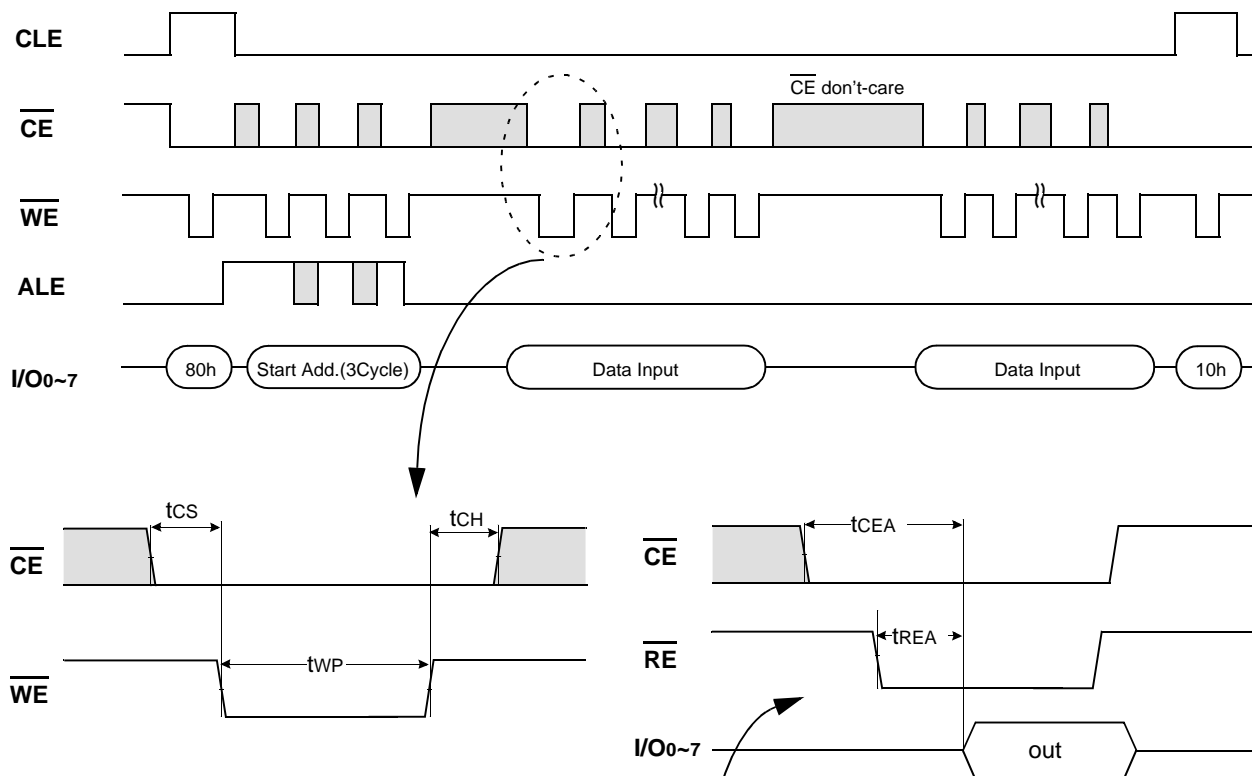 CLE
CE don't-care
CE
WE
ALE
I/O0~7
80h
Start Add.(3Cycle)
Data Input
Data Input
10h
tCS
tCH
CE
tWP
WE
tCEA
CE
tREA
RE
I/O0~7
out